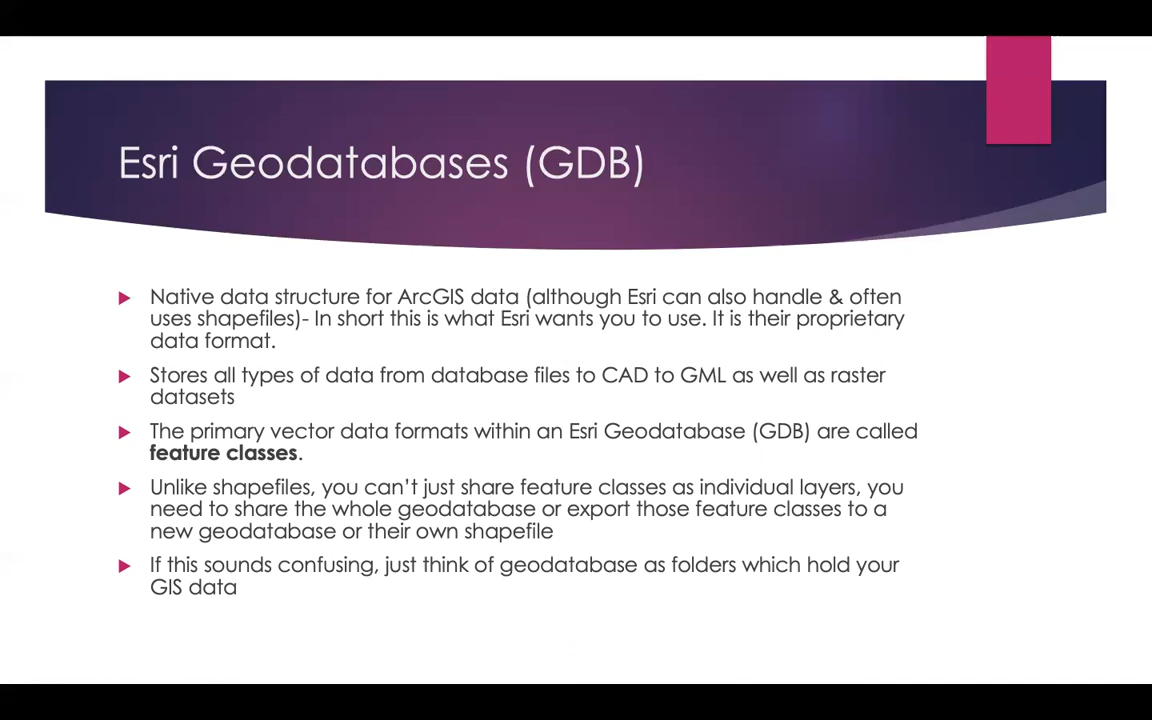 Esri Geodatabases (GDB)
Native data structure for ArcGIS data (although Esri can also handle & often
uses shapefiles)- In short this is what Esri wants you to use. It is their proprietary
data format.
Stores all types of data from database files to CAD to GML as well as raster
datasets
The primary vector data formats within an Esri Geodatabase (GDB) are called
feature classes.
Unlike shapefiles, you can’t just share feature classes as individual layers, you
need to share the whole geodatabase or export those feature classes to a
new geodatabase or their own shapefile
If this sounds confusing, just think of geodatabase as folders which hold your
GIS data